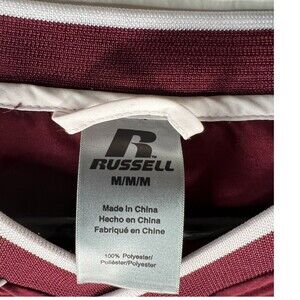 R
RUSSELL
M/M/M
Made in China
Hecho en China
Fabriqué en Chine
100% Polyester/
Poliéster/Polyester